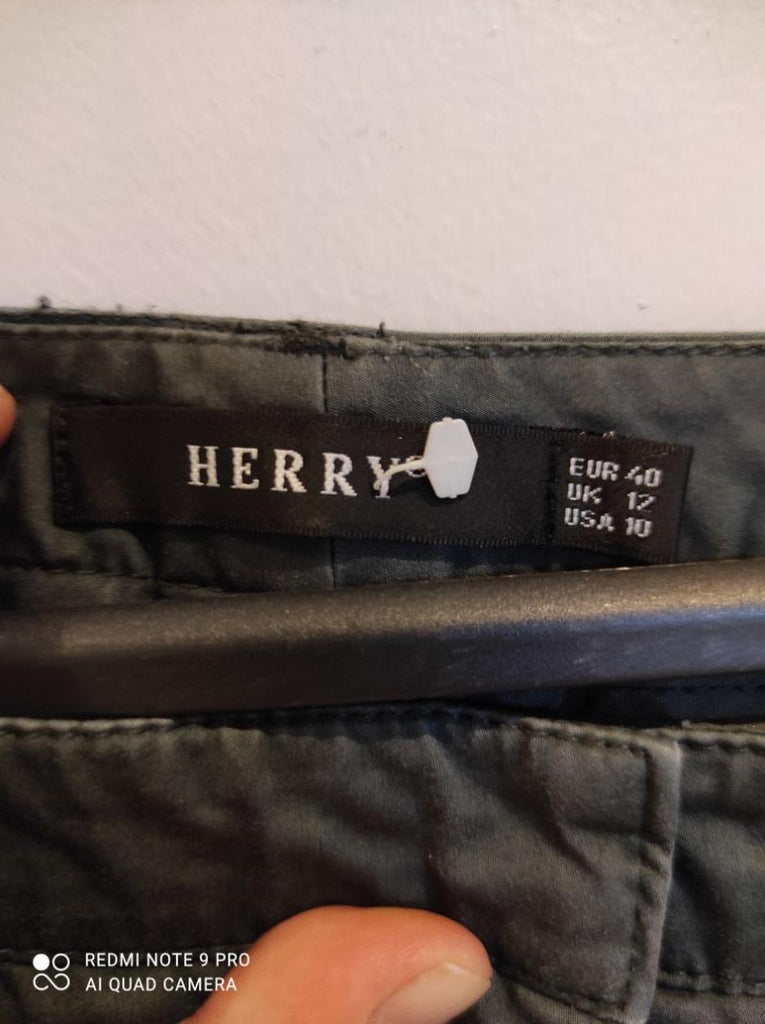 HERRY®
EUR 40
UK 12
USA 10
REDMI NOTE 9 PRO
AI QUAD CAMERA